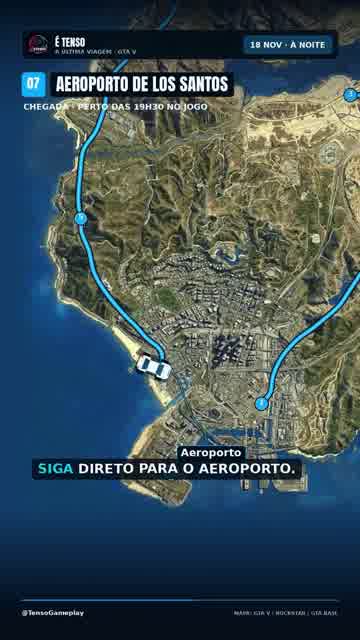 É TENSO
A ÚLTIMA VIAGEM · GTA V
18 NOV · À NOITE
07 AEROPORTO DE LOS SANTOS
CHEGADA · PERTO DAS 19H30 NO JOGO
Aeroporto
SIGA DIRETO PARA O AEROPORTO.
@TensoGameplay
MAPA: GTA V / ROCKSTAR | GTA BASE